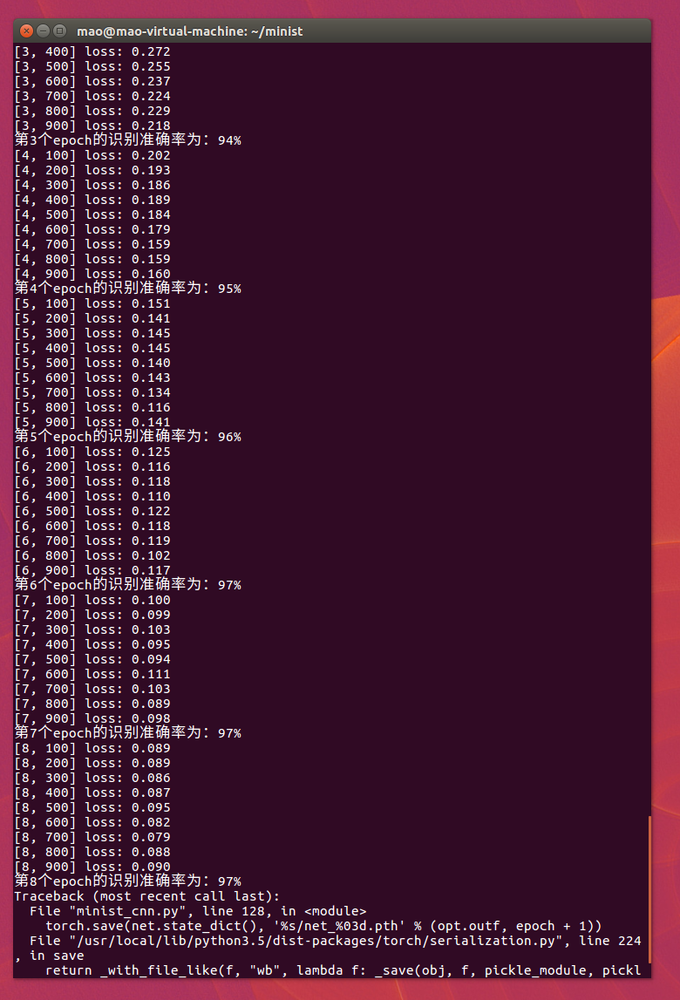 mao@mao-virtual-machine: ~/minist
[3, 400] loss: 0.272
[3, 500] loss: 0.255
[3, 600] loss: 0.237
[3, 700] loss: 0.224
[3, 800] loss: 0.229
[3, 900] loss: 0.218
第3个epoch的识别准确率为：94%
[4, 100] loss: 0.202
[4, 200] loss: 0.193
[4, 300] loss: 0.186
[4, 400] loss: 0.189
[4, 500] loss: 0.184
[4, 600] loss: 0.179
[4, 700] loss: 0.159
[4, 800] loss: 0.159
[4, 900] loss: 0.160
第4个epoch的识别准确率为：95%
[5, 100] loss: 0.151
[5, 200] loss: 0.141
[5, 300] loss: 0.145
[5, 400] loss: 0.145
[5, 500] loss: 0.140
[5, 600] loss: 0.143
[5, 700] loss: 0.134
[5, 800] loss: 0.116
[5, 900] loss: 0.141
第5个epoch的识别准确率为：96%
[6, 100] loss: 0.125
[6, 200] loss: 0.116
[6, 300] loss: 0.118
[6, 400] loss: 0.110
[6, 500] loss: 0.122
[6, 600] loss: 0.118
[6, 700] loss: 0.119
[6, 800] loss: 0.102
[6, 900] loss: 0.117
第6个epoch的识别准确率为：97%
[7, 100] loss: 0.100
[7, 200] loss: 0.099
[7, 300] loss: 0.103
[7, 400] loss: 0.095
[7, 500] loss: 0.094
[7, 600] loss: 0.111
[7, 700] loss: 0.103
[7, 800] loss: 0.089
[7, 900] loss: 0.098
第7个epoch的识别准确率为：97%
[8, 100] loss: 0.089
[8, 200] loss: 0.089
[8, 300] loss: 0.086
[8, 400] loss: 0.087
[8, 500] loss: 0.095
[8, 600] loss: 0.082
[8, 700] loss: 0.079
[8, 800] loss: 0.088
[8, 900] loss: 0.090
第8个epoch的识别准确率为：97%
Traceback (most recent call last):
  File "minist_cnn.py", line 128, in <module>
    torch.save(net.state_dict(), '%s/net_%03d.pth' % (opt.outf, epoch + 1))
  File "/usr/local/lib/python3.5/dist-packages/torch/serialization.py", line 224
, in save
    return _with_file_like(f, "wb", lambda f: _save(obj, f, pickle_module, pickl